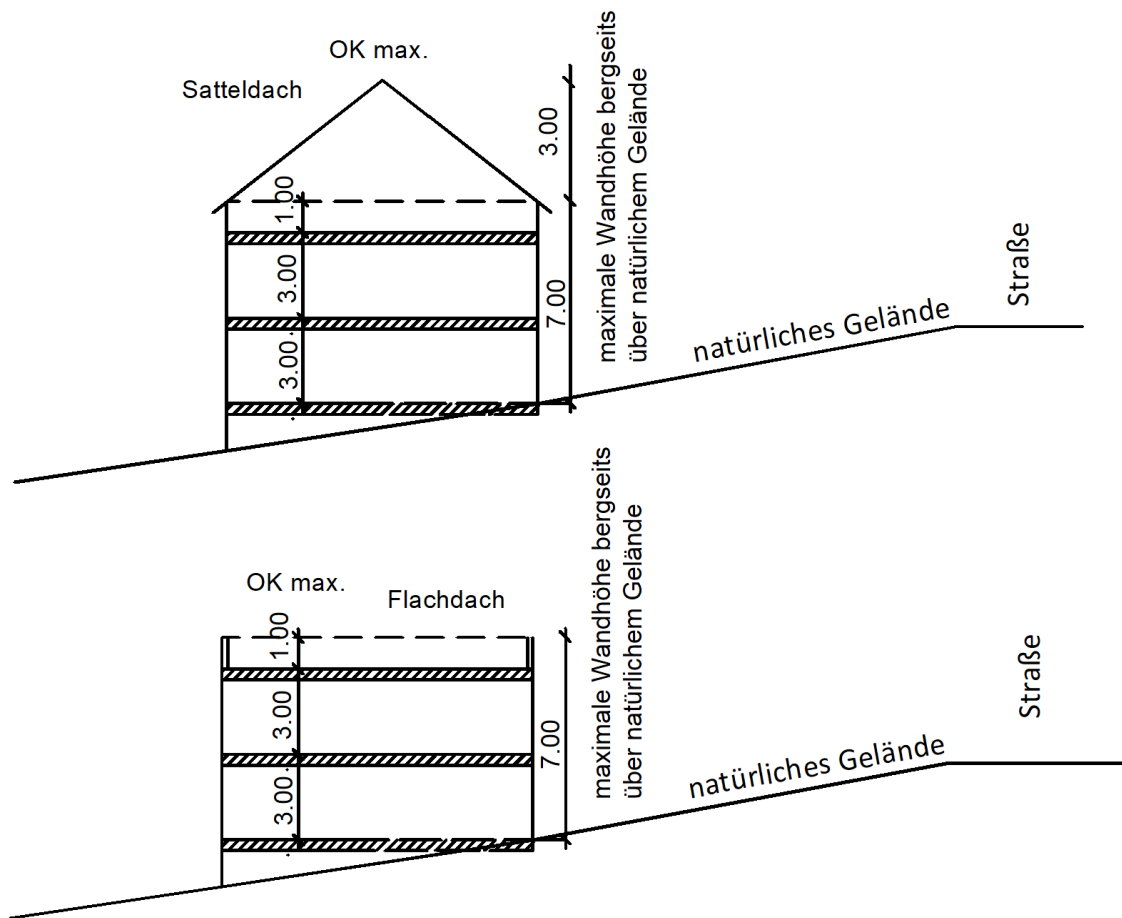 OK max.
Satteldach
3.00
maximale Wandhöhe bergseits
über natürlichem Gelände
1.00
3.00
7.00
3.00
natürliches Gelände
Straße
OK max.
Flachdach
maximale Wandhöhe bergseits
über natürlichem Gelände
1.00
3.00
7.00
3.00
natürliches Gelände
Straße